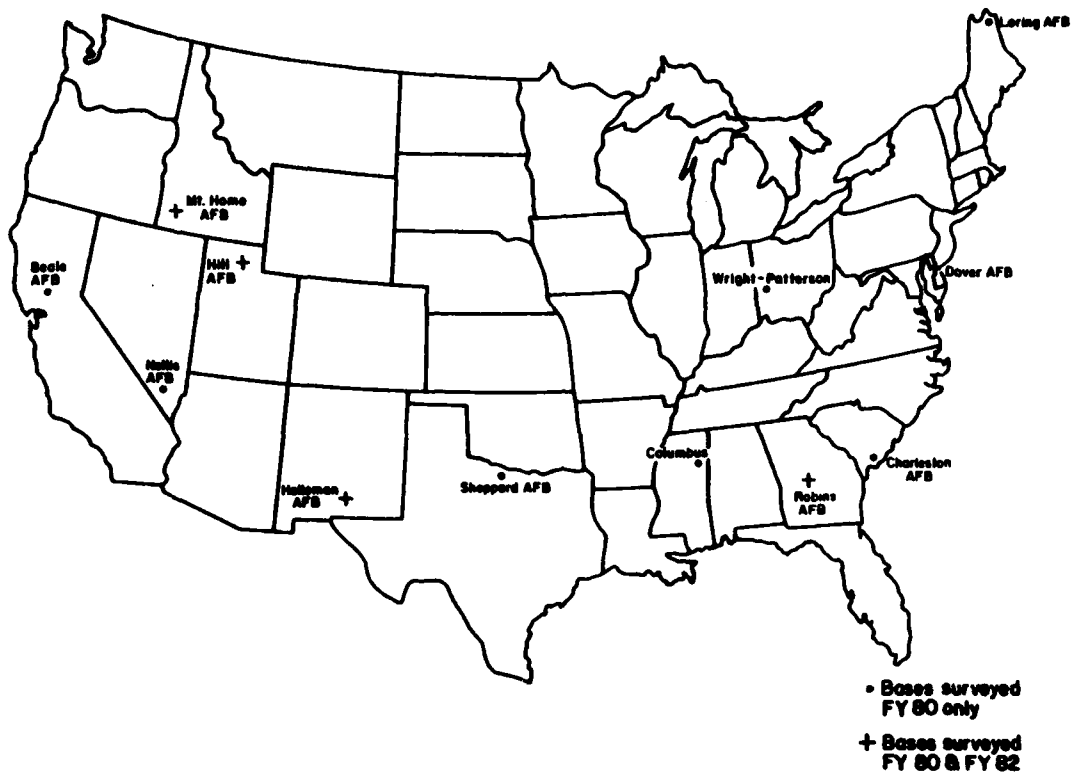 Loring AFB
Mt. Home
AFB
Beale
AFB
Hill
AFB
Wright-Patterson
Dover AFB
Nellis
AFB
Columbus
Charleston
AFB
Sheppard AFB
Holloman
AFB
Robins
AFB
• Bases surveyed
FY 80 only
+ Bases surveyed
FY 80 & FY 82